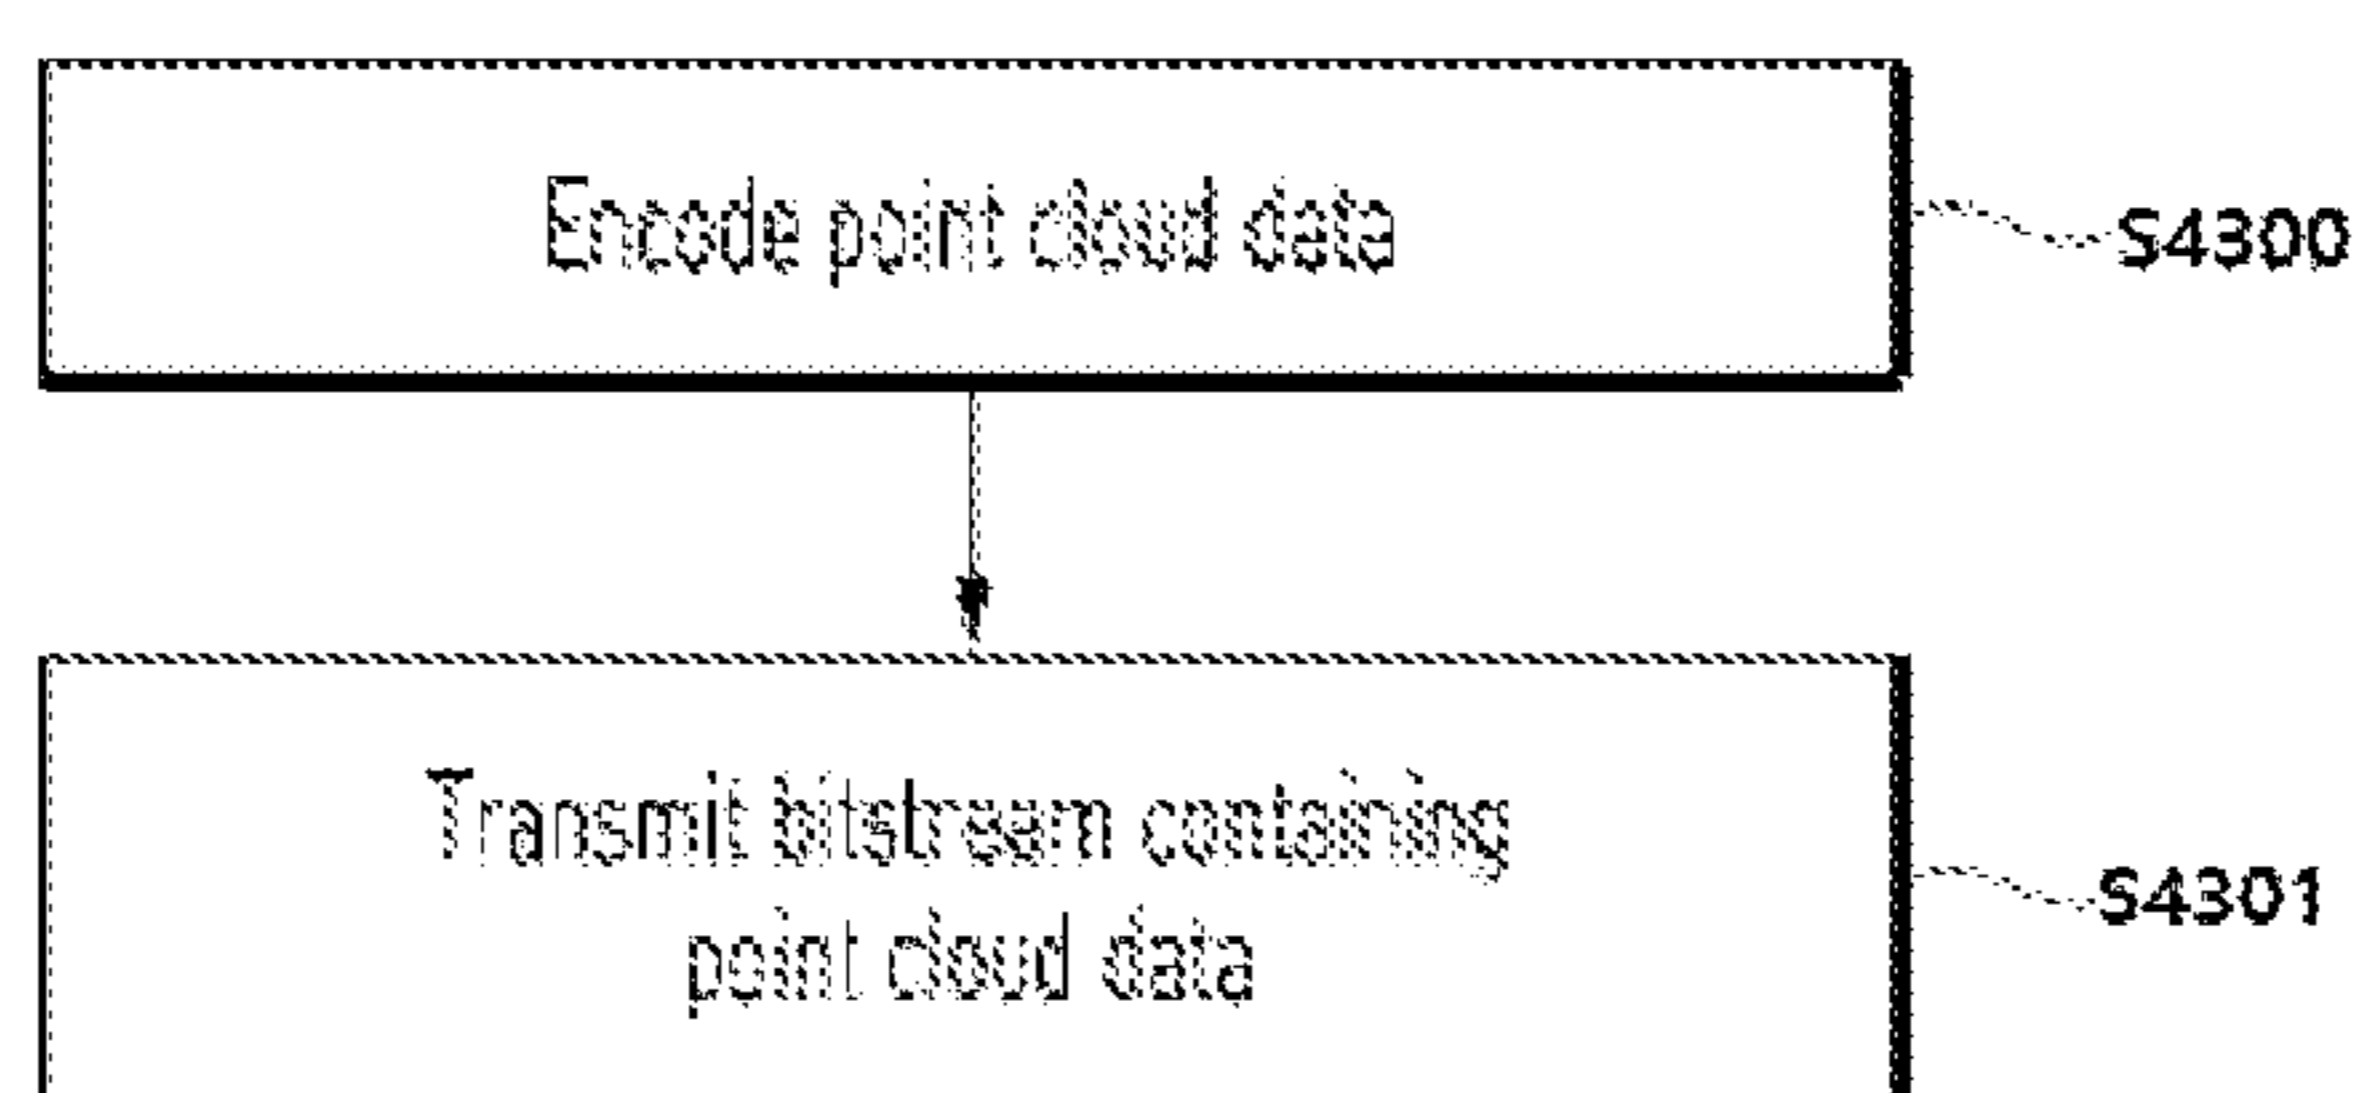 Encode point cloud data
S4300
Transmit bitstream containing
point cloud data
S4301